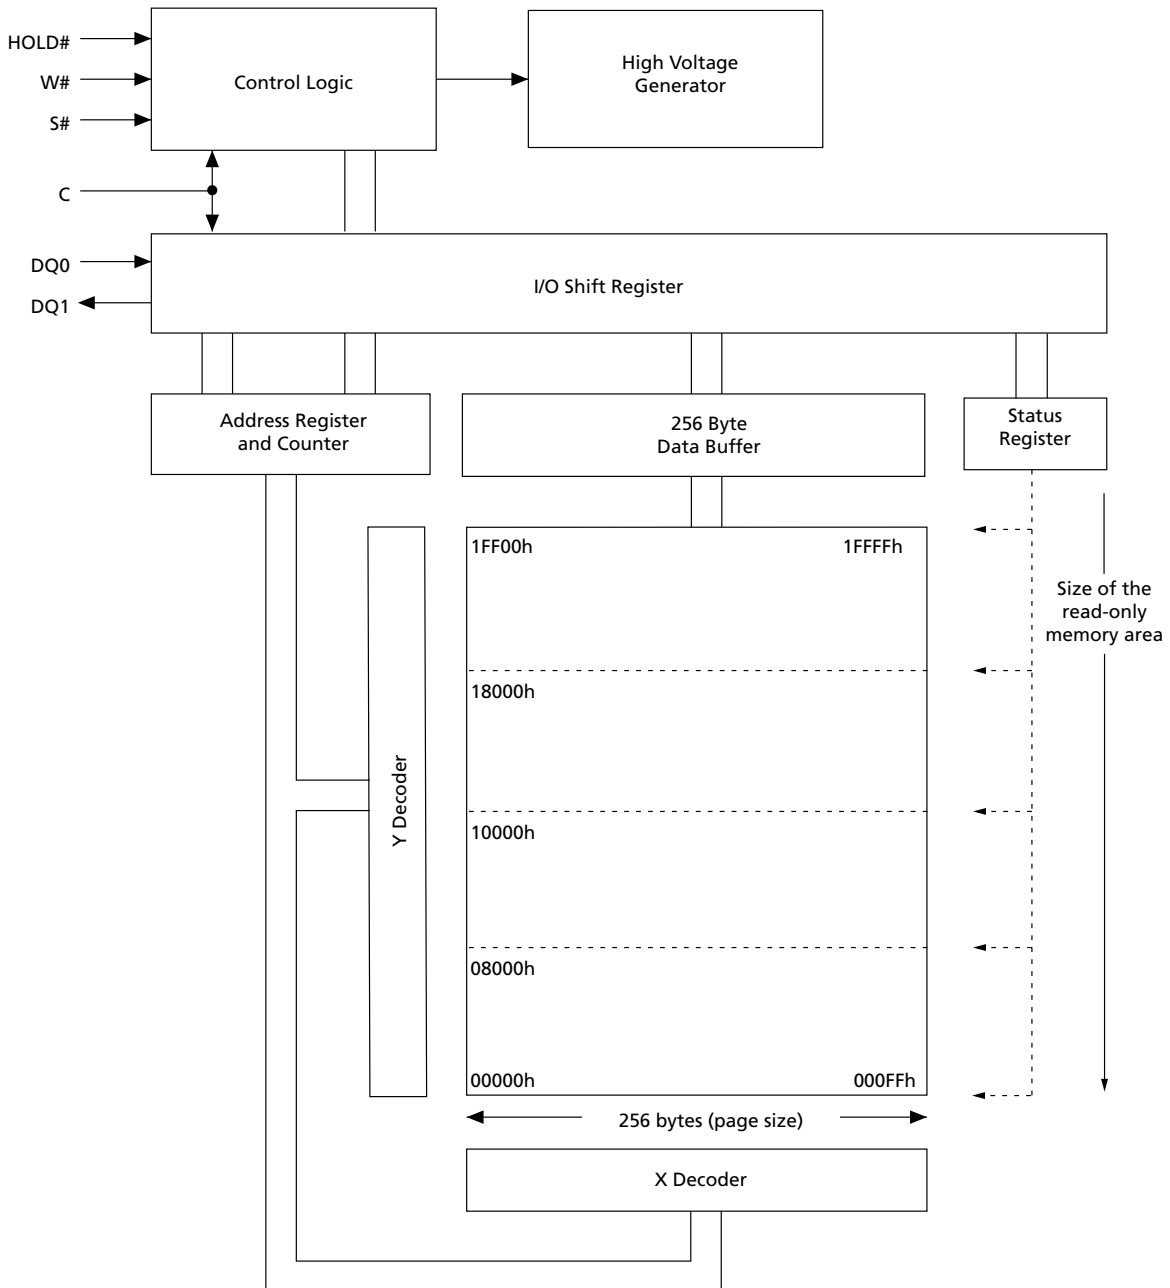 HOLD#
W#
S#
C
Control Logic
High Voltage
Generator
DQ0
DQ1
I/O Shift Register
Address Register
and Counter
256 Byte
Data Buffer
Status
Register
1FF00h
1FFFFh
Size of the
read-only
memory area
18000h
Y Decoder
10000h
08000h
00000h
000FFh
256 bytes (page size)
X Decoder